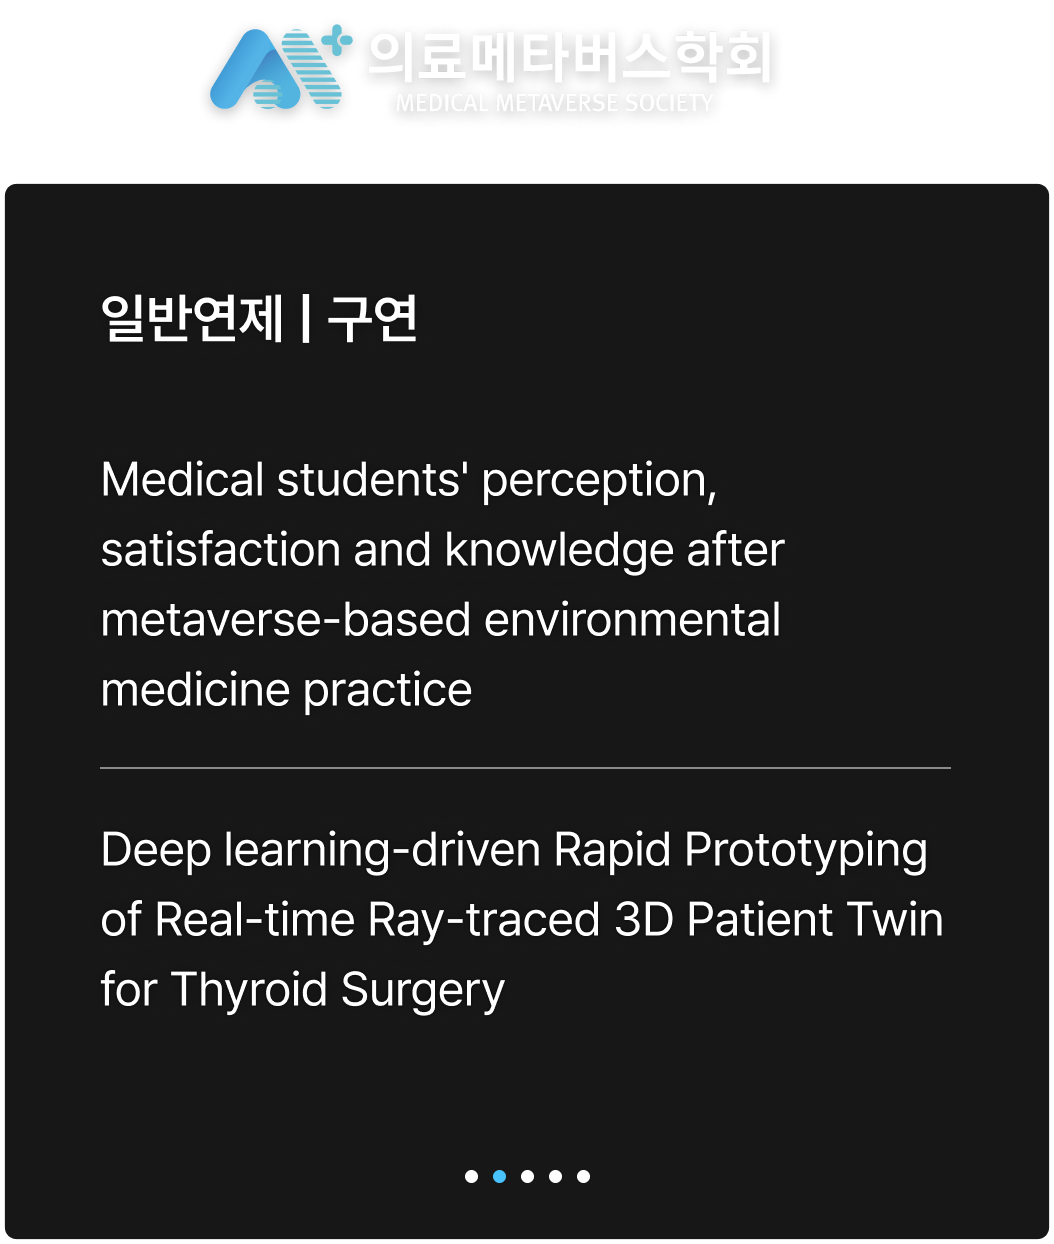 의료메타버스학회
MEDICAL METAVERSE SOCIETY
일반연제 | 구연
Medical students' perception,
satisfaction and knowledge after
metaverse-based environmental
medicine practice
Deep learning-driven Rapid Prototyping
of Real-time Ray-traced 3D Patient Twin
for Thyroid Surgery